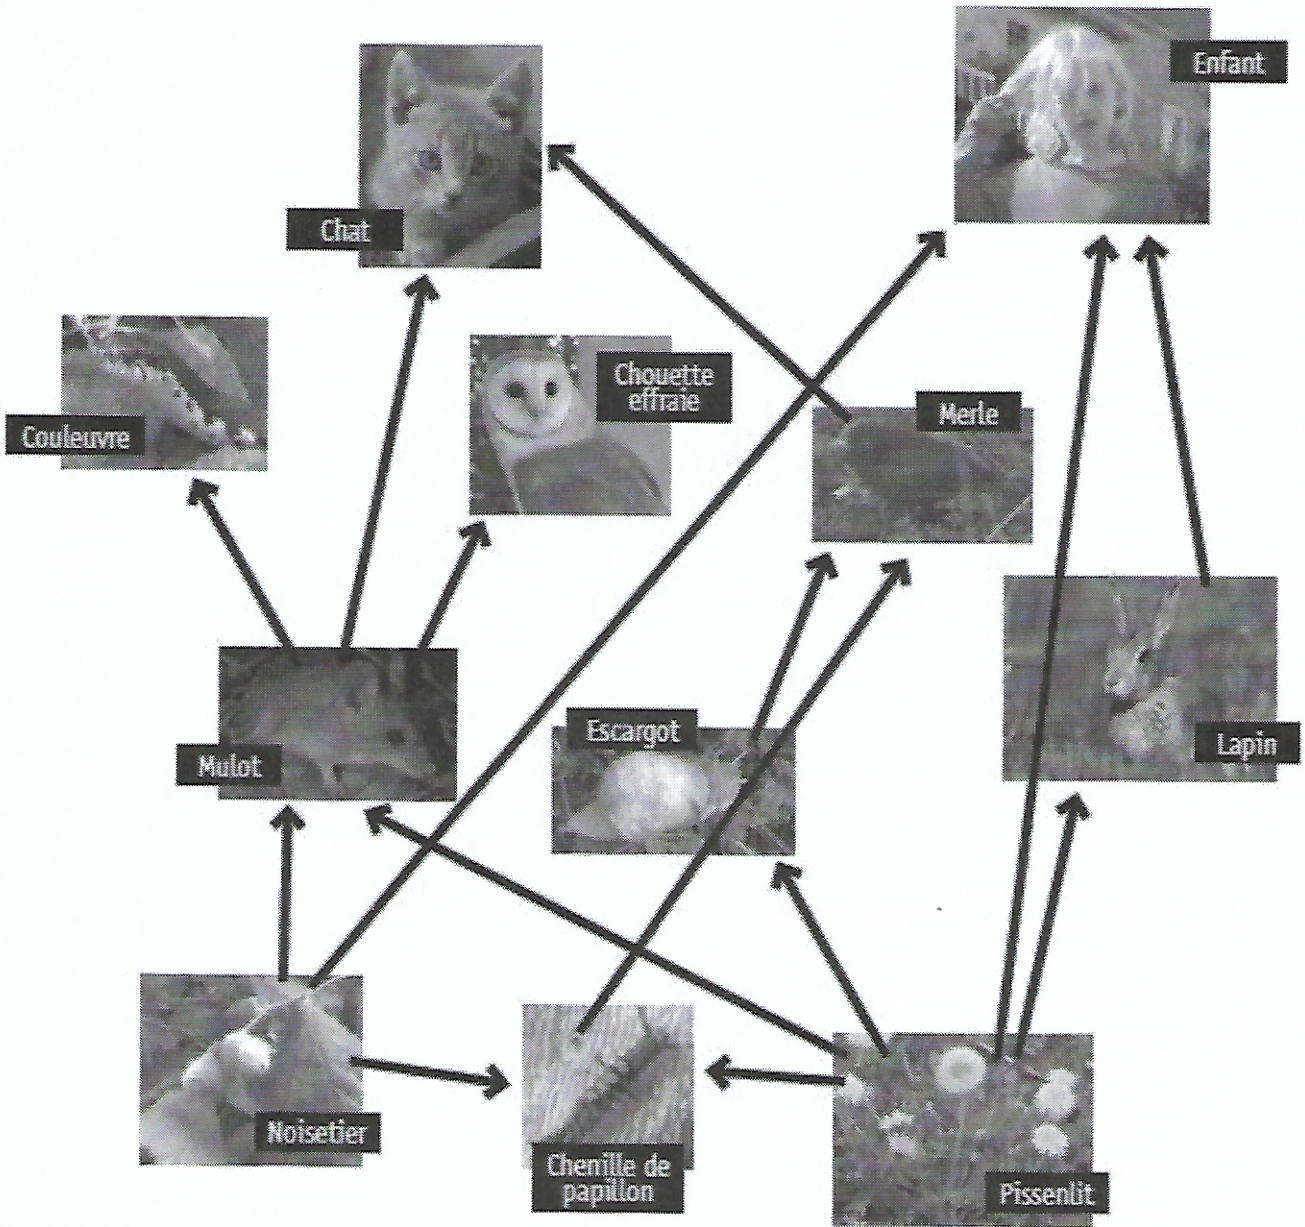 Enfant
Chat
Chouette
effraie
Merle
Couleuvre
Escargot
Lapin
Mulot
Noisetier
Chenille de
papillon
Pissenlit